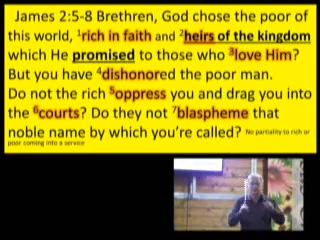 James 2:5-8 Brethren, God chose the poor of
this world, ¹rich in faith and ²heirs of the kingdom
which He promised to those who ³love Him?
But you have ⁴dishonored the poor man.
Do not the rich ⁵oppress you and drag you into
the ⁶courts? Do they not ⁷blaspheme that
noble name by which you're called? No partiality to rich or
poor coming into a service